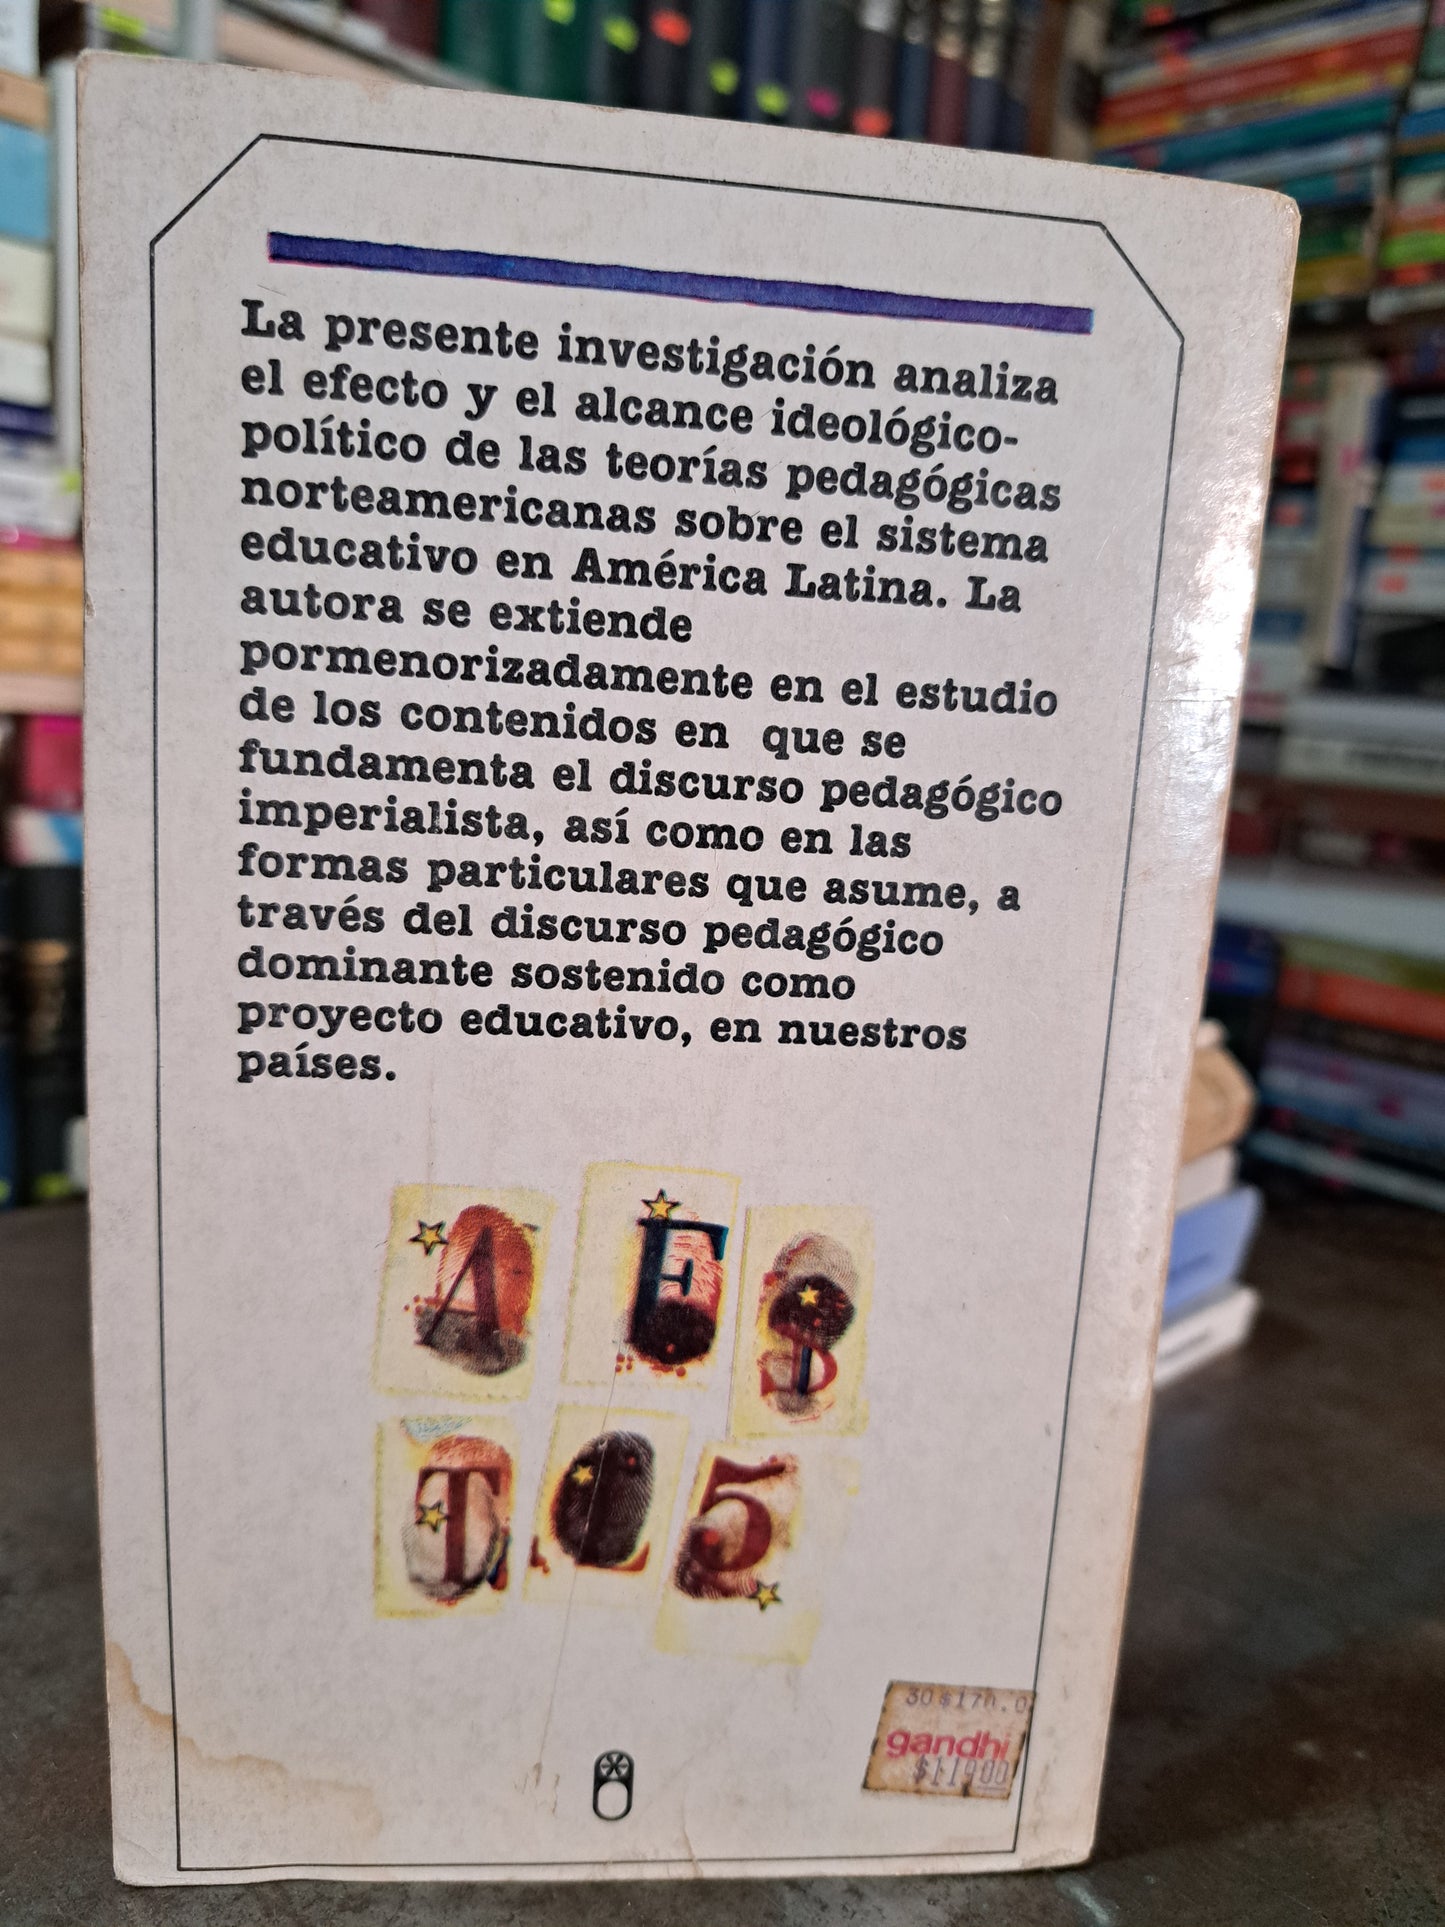 La presente investigación analiza
el efecto y el alcance ideológico-
político de las teorías pedagógicas
norteamericanas sobre el sistema
educativo en América Latina. La
autora se extiende
pormenorizadamente en el estudio
de los contenidos en que se
fundamenta el discurso pedagógico
imperialista, así como en las
formas particulares que asume, a
través del discurso pedagógico
dominante sostenido como
proyecto educativo, en nuestros
países.
A E $
T 5
gandhi